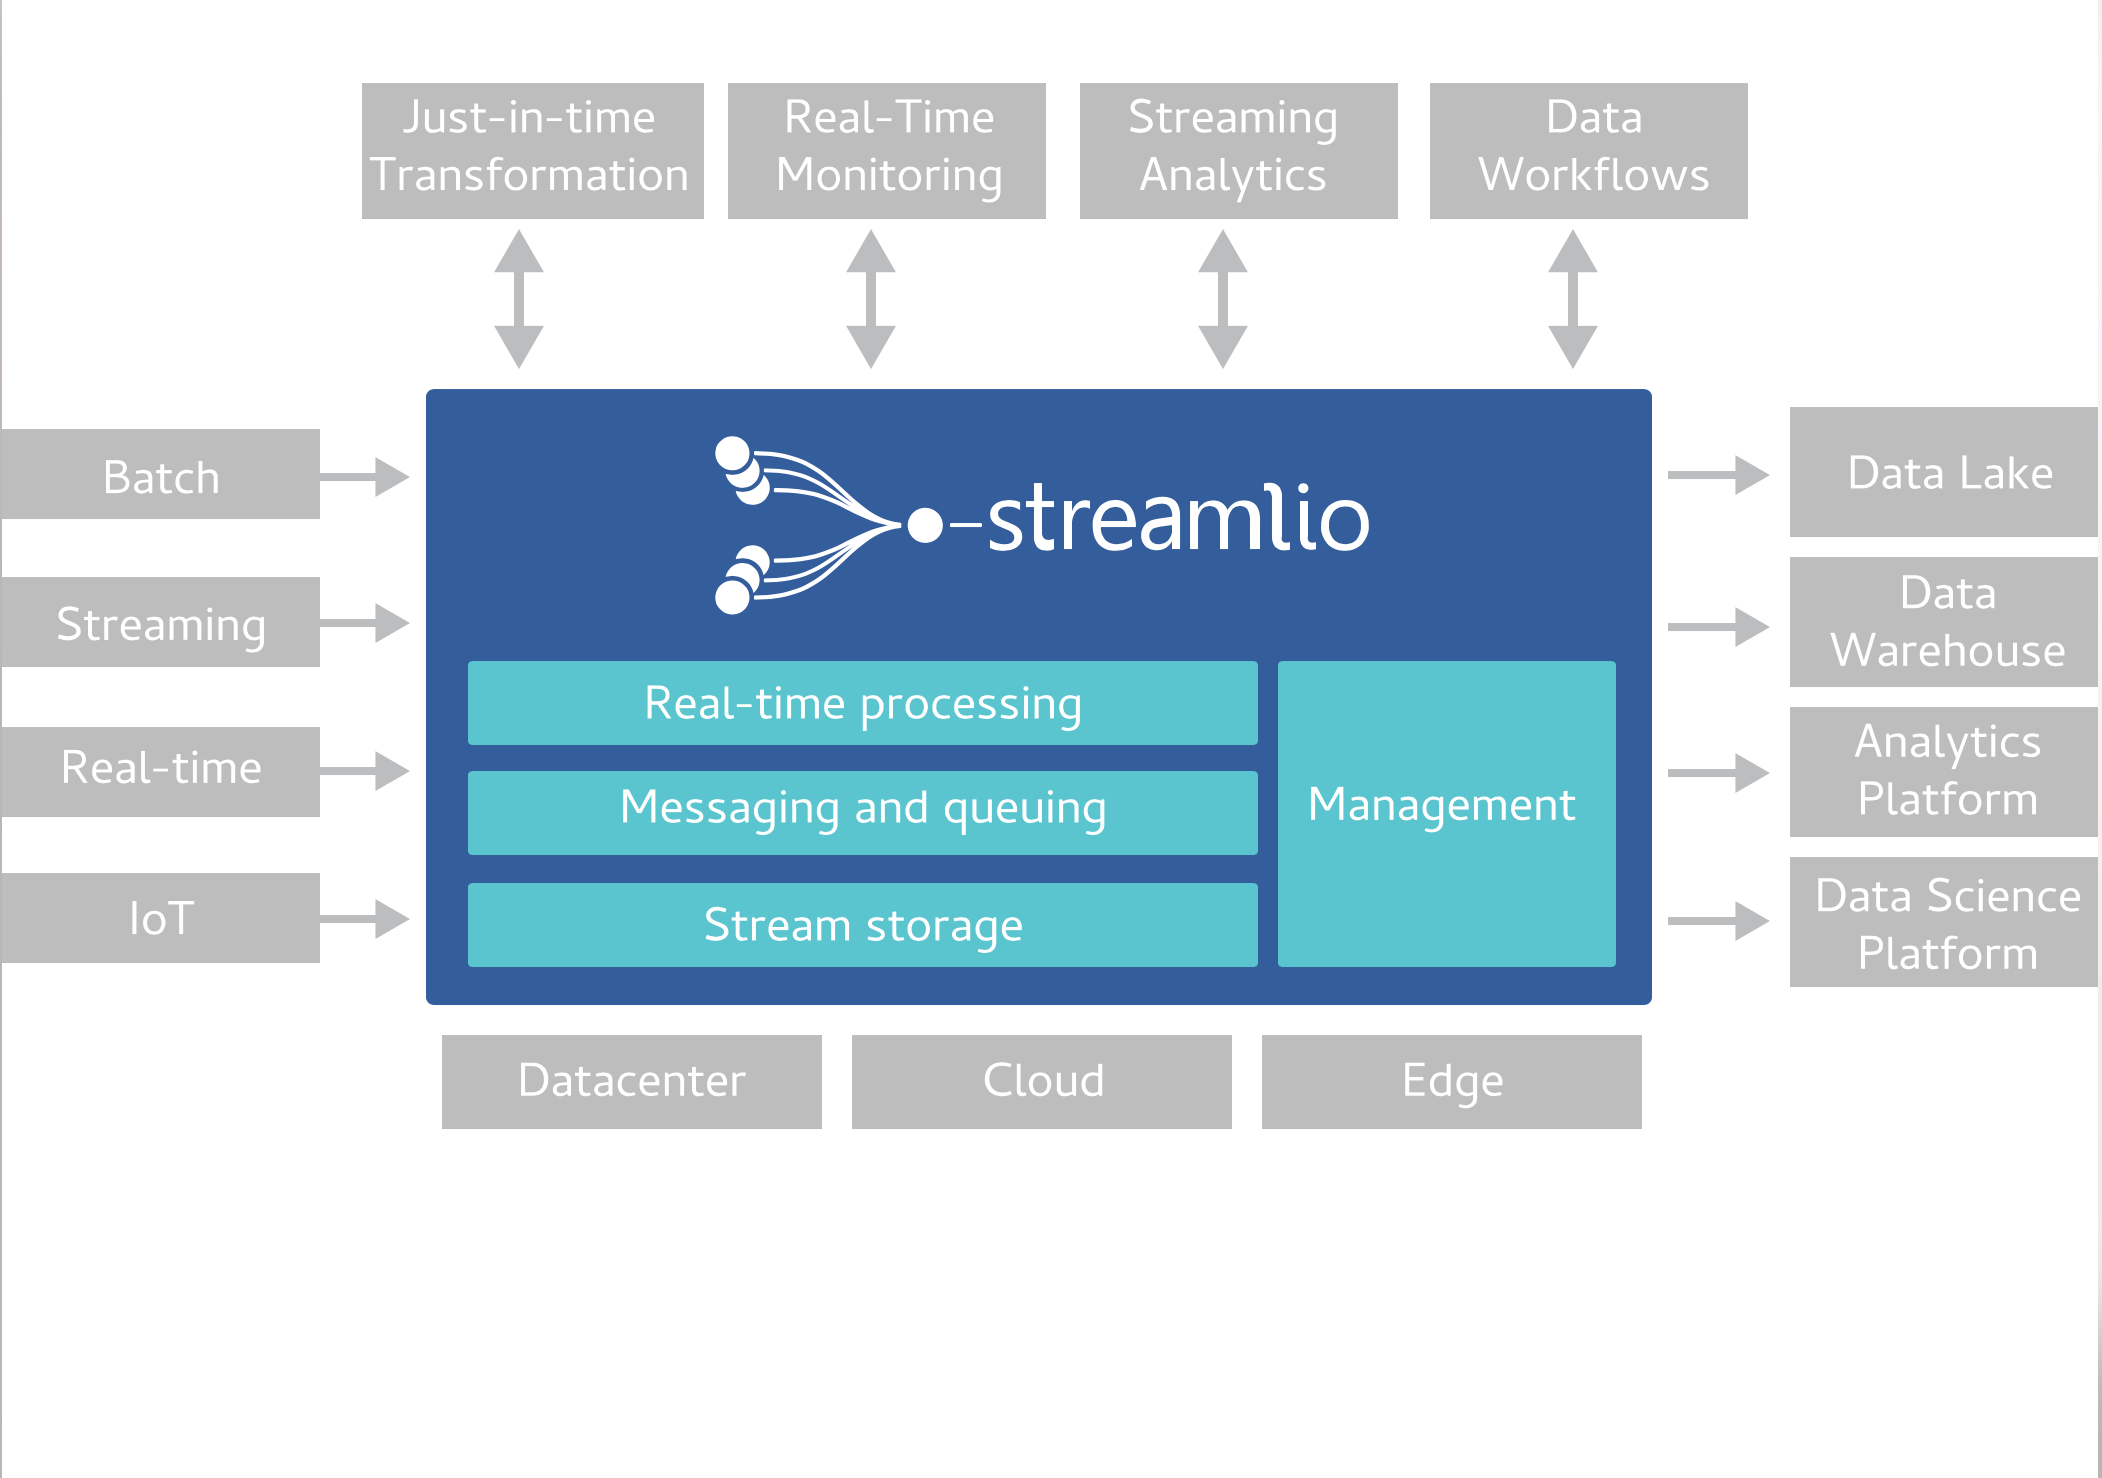 Just-in-time
Transformation
Real-Time
Monitoring
Streaming
Analytics
Data
Workflows
Batch
Streaming
Real-time
IoT
streamlio
Real-time processing
Messaging and queuing
Stream storage
Management
Data Lake
Data
Warehouse
Analytics
Platform
Data Science
Platform
Datacenter
Cloud
Edge